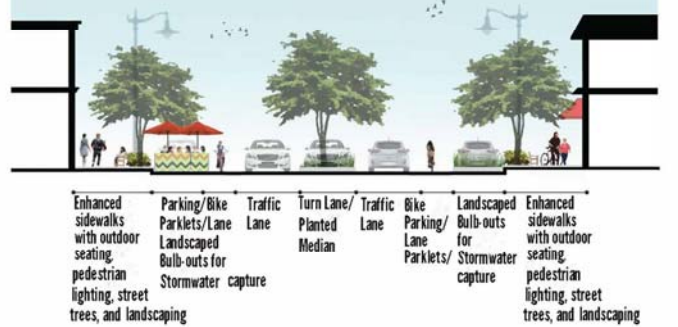 Enhanced
sidewalks
with outdoor
seating,
pedestrian
lighting, street
trees, and landscaping
Parking/Bike
Parklets/Lane
Landscaped
Bulb-outs for
Stormwater capture
Traffic
Lane
Turn Lane/
Planted
Median
Traffic
Lane
Bike
Parking/
Lane
Parklets/
Landscaped
Bulb-outs
for
Stormwater
capture
Enhanced
sidewalks
with outdoor
seating,
pedestrian
lighting, street
trees, and landscaping